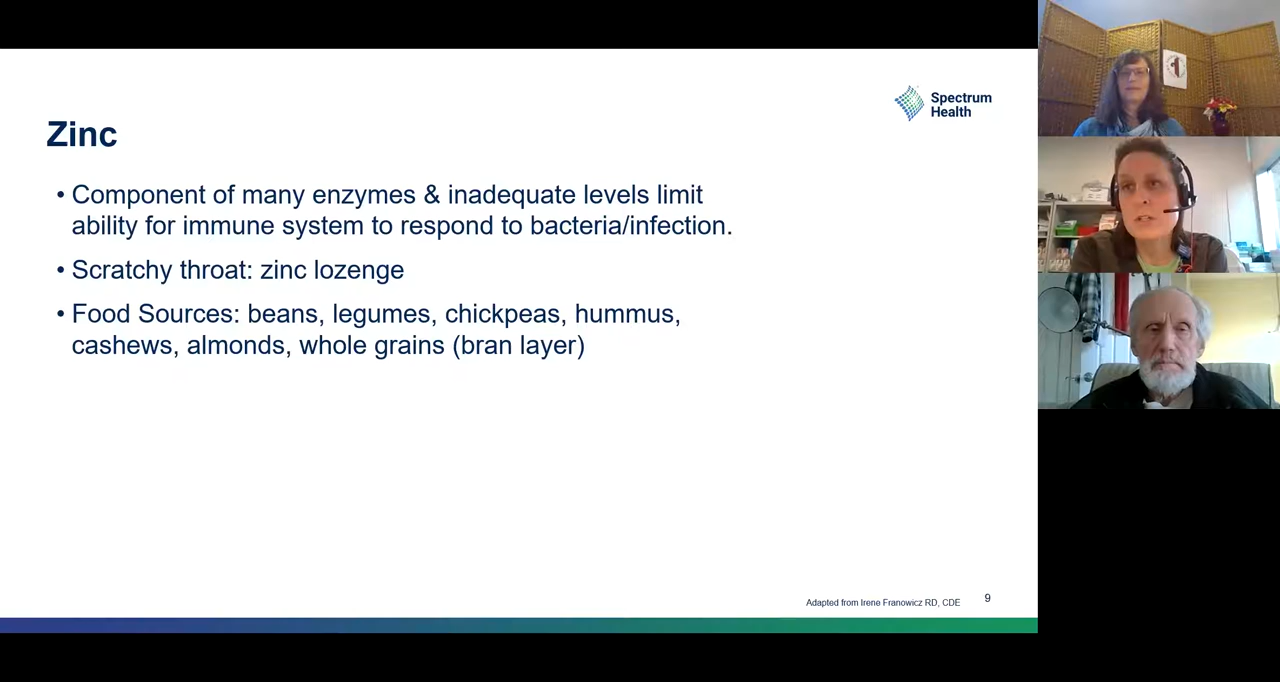 Spectrum
Health
Zinc
• Component of many enzymes & inadequate levels limit
ability for immune system to respond to bacteria/infection.
• Scratchy throat: zinc lozenge
• Food Sources: beans, legumes, chickpeas, hummus,
cashews, almonds, whole grains (bran layer)
Adapted from Irene Franowicz RD, CDE
9